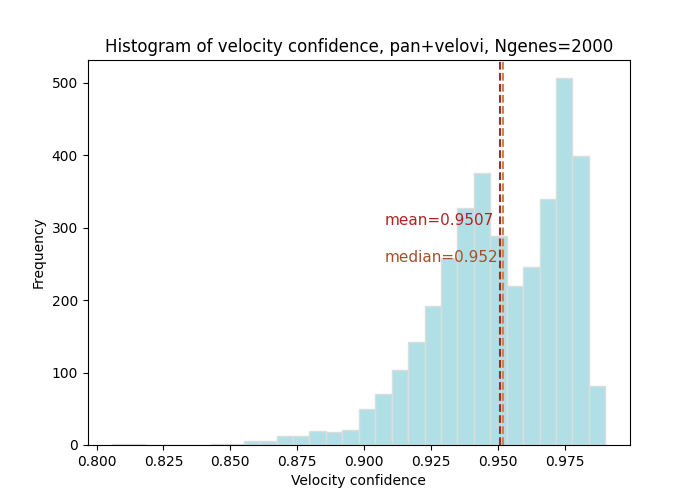 Histogram of velocity confidence, pan+velovi, Ngenes=2000
500
400
mean=0.9507
300
median=0.952
200
100
0
Frequency
0.800 0.825 0.850 0.875 0.900 0.925 0.950 0.975
Velocity confidence